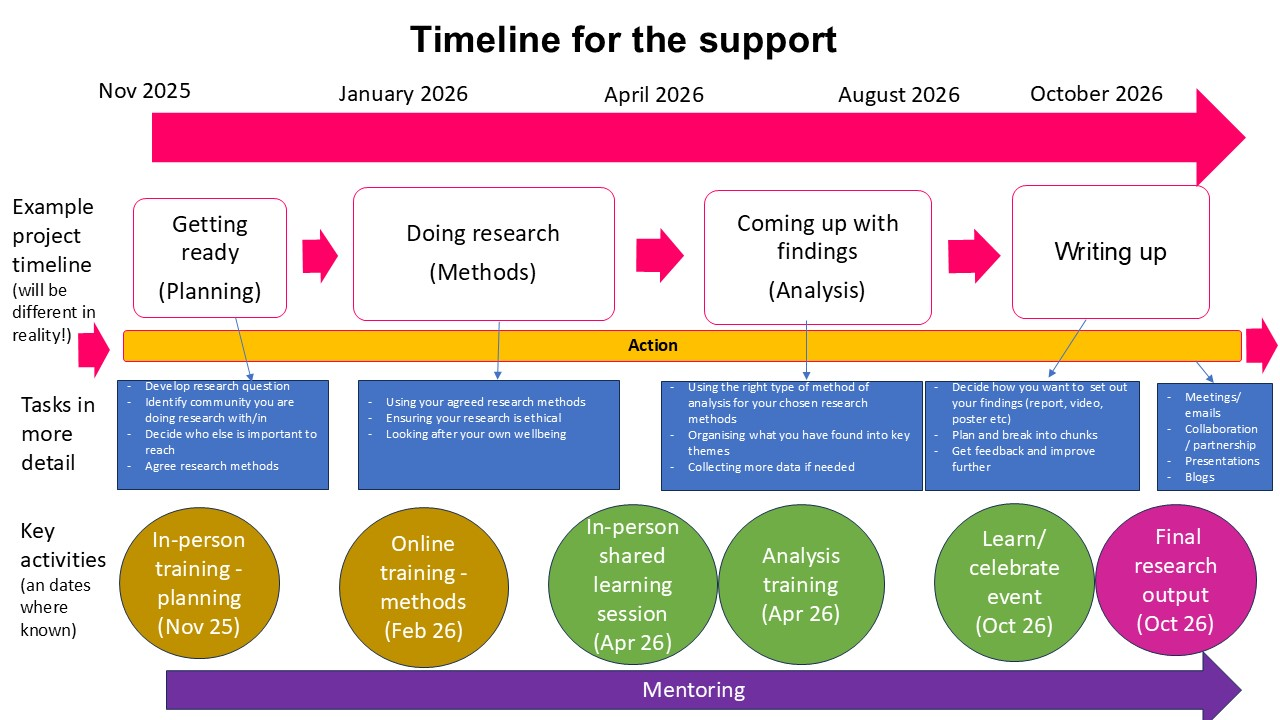 Timeline for the support
Nov 2025
January 2026
April 2026
August 2026
October 2026
Example
project
timeline
(will be
different in
reality!)
Getting
ready
(Planning)
Doing research
(Methods)
Coming up with
findings
(Analysis)
Writing up
Action
Tasks in
more
detail
- Develop research question
- Identify community you are
doing research with/in
- Decide who else is important to
reach
- Agree research methods
- Using your agreed research methods
- Ensuring your research is ethical
- Looking after your own wellbeing
- Using the right type of method of
analysis for your chosen research
methods
- Organising what you have found into key
themes
- Collecting more data if needed
- Decide how you want to set out
your findings (report, video,
poster etc)
- Plan and break into chunks
- Get feedback and improve
further
- Meetings/
emails
- Collaboration
/ partnership
- Presentations
- Blogs
Key
activities
(an dates
where
known)
In-person
training -
planning
(Nov 25)
Online
training -
methods
(Feb 26)
In-person
shared
learning
session
(Apr 26)
Analysis
training
(Apr 26)
Learn/
celebrate
event
(Oct 26)
Final
research
output
(Oct 26)
Mentoring